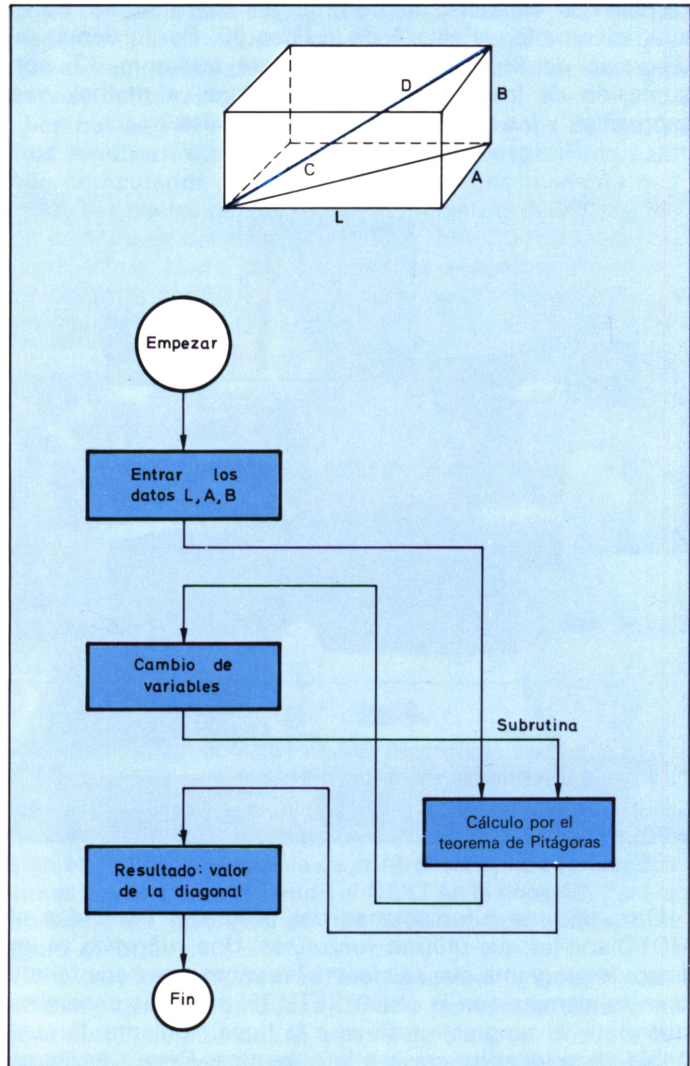 D
B
C
A
L
Empezar
Entrar los
datos L, A, B
Cambio de
variables
Subrutina
Cálculo por el
teorema de Pitágoras
Resultado: valor
de la diagonal
Fin